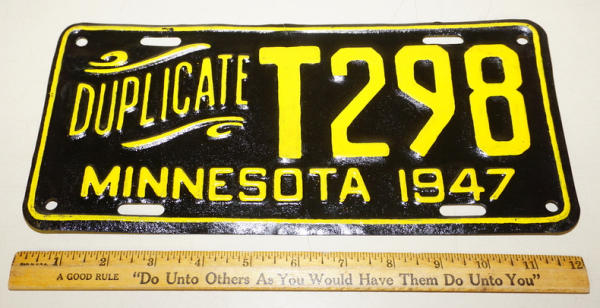 DUPLICATE T298
MINNESOTA 1947
1 2 3 4 5 6 7 8 9 10 11 12
A GOOD RULE "Do Unto Others As You Would Have Them Do Unto You"